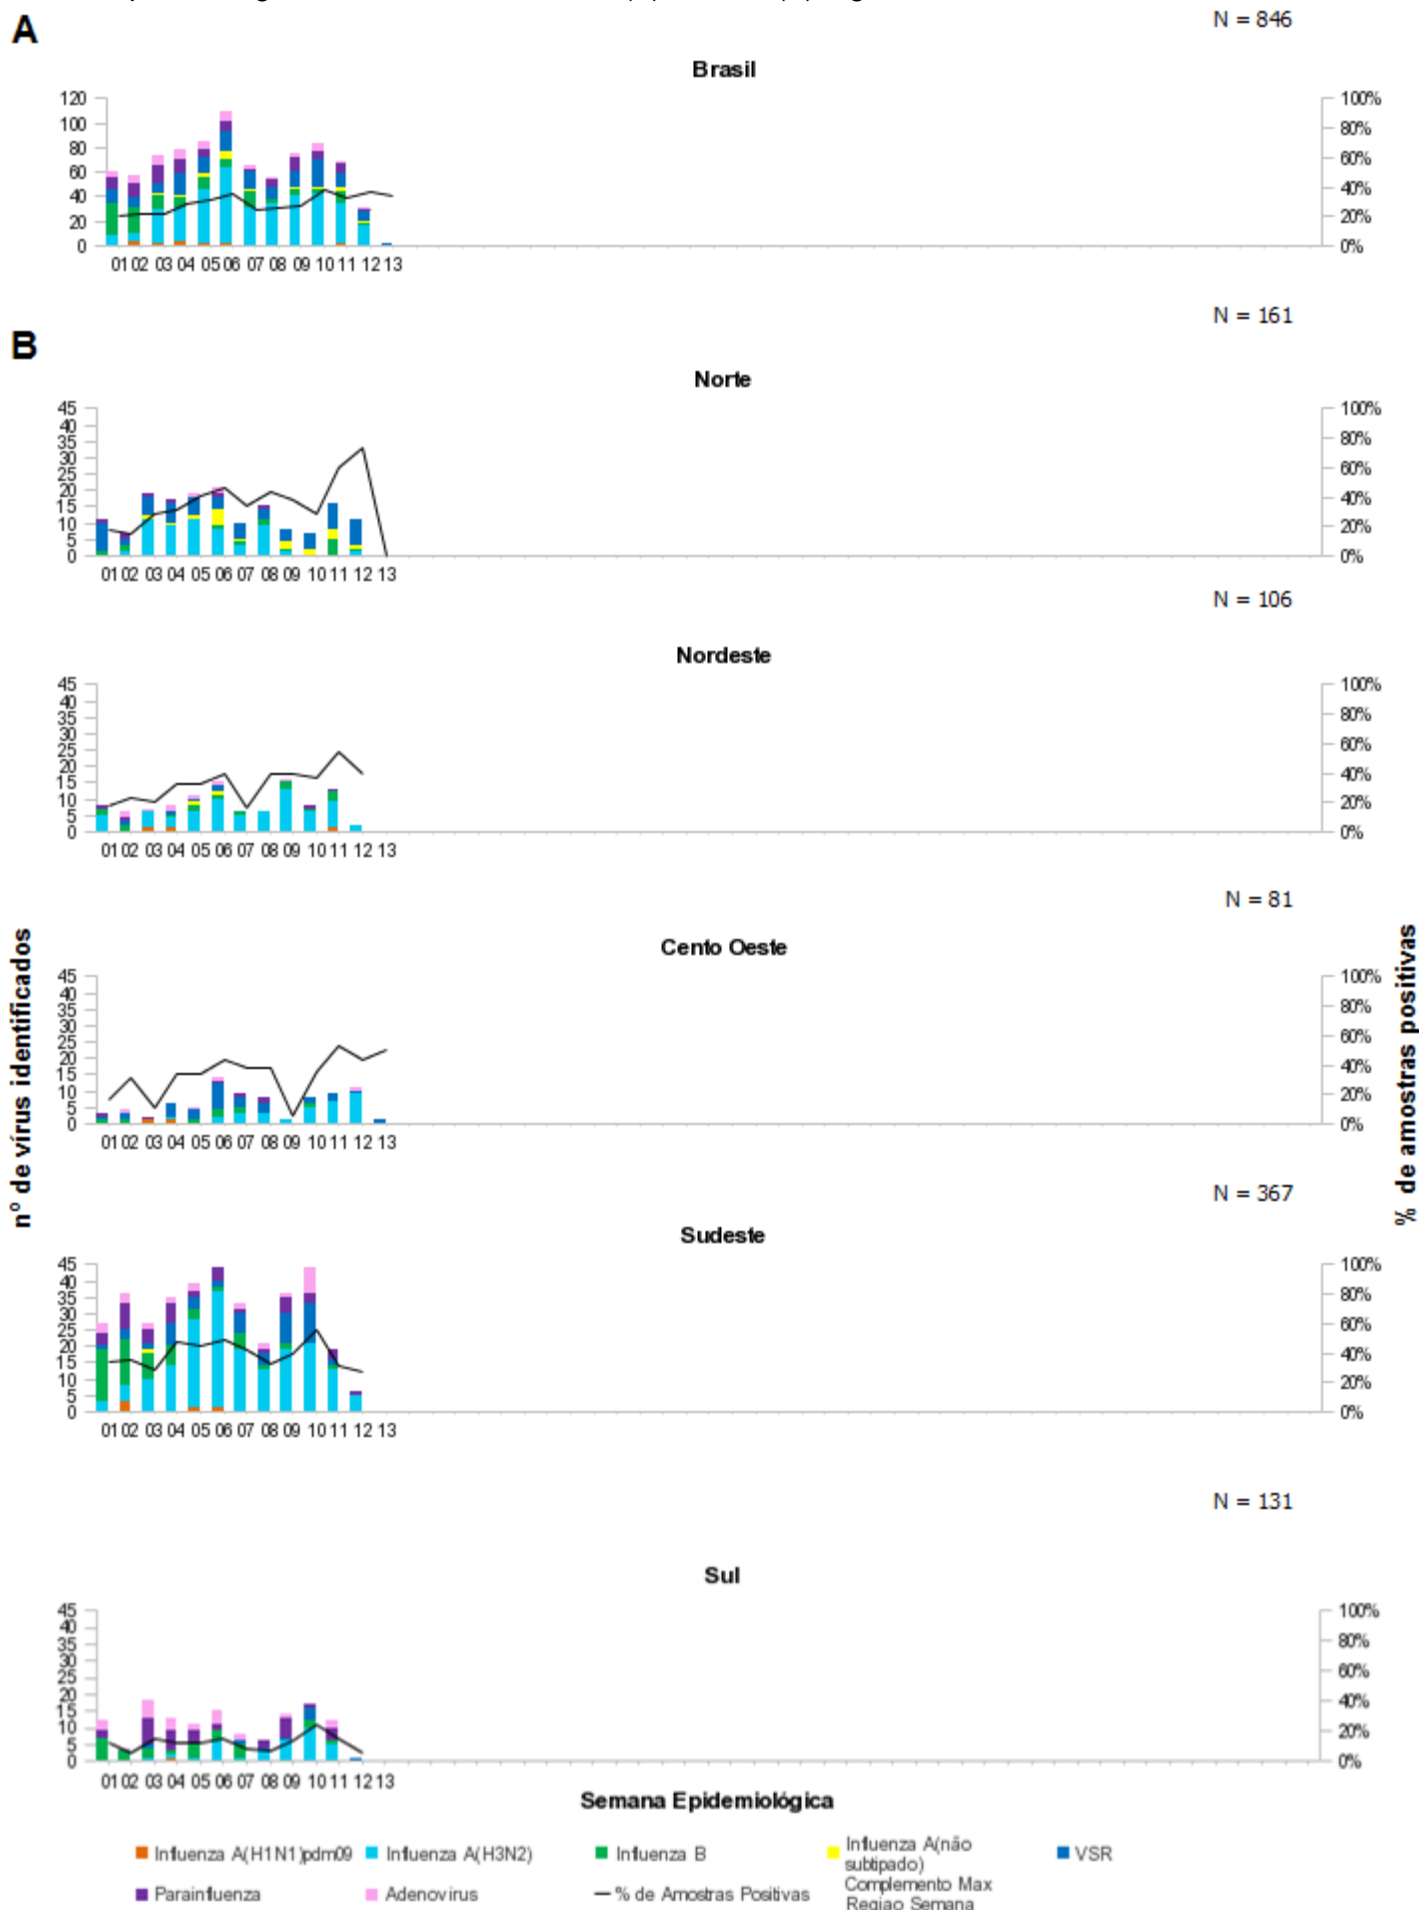 N = 846
A
Brasil
120
100
80
60
40
20
0
100%
80%
60%
40%
20%
0%
01 02 03 04 05 06 07 08 09 10 11 12 13
N = 161
B
Norte
45
40
35
30
25
20
15
10
5
0
100%
80%
60%
40%
20%
0%
01 02 03 04 05 06 07 08 09 10 11 12 13
N = 106
Nordeste
45
40
35
30
25
20
15
10
5
0
100%
80%
60%
40%
20%
0%
01 02 03 04 05 06 07 08 09 10 11 12 13
N = 81
Cento Oeste
45
40
35
30
25
20
15
10
5
0
100%
80%
60%
40%
20%
0%
01 02 03 04 05 06 07 08 09 10 11 12 13
nº de vírus identificados
% de amostras positivas
N = 367
Sudeste
45
40
35
30
25
20
15
10
5
0
100%
80%
60%
40%
20%
0%
01 02 03 04 05 06 07 08 09 10 11 12 13
N = 131
Sul
45
40
35
30
25
20
15
10
5
0
100%
80%
60%
40%
20%
0%
01 02 03 04 05 06 07 08 09 10 11 12 13
Semana Epidemiológica
Influenza A(H1N1)pdm09
Influenza A(H3N2)
Influenza B
Influenza A(não
subtipado)
VSR
Parainfluenza
Adenovirus
% de Amostras Positivas
Complemento Max
Regiao Semana